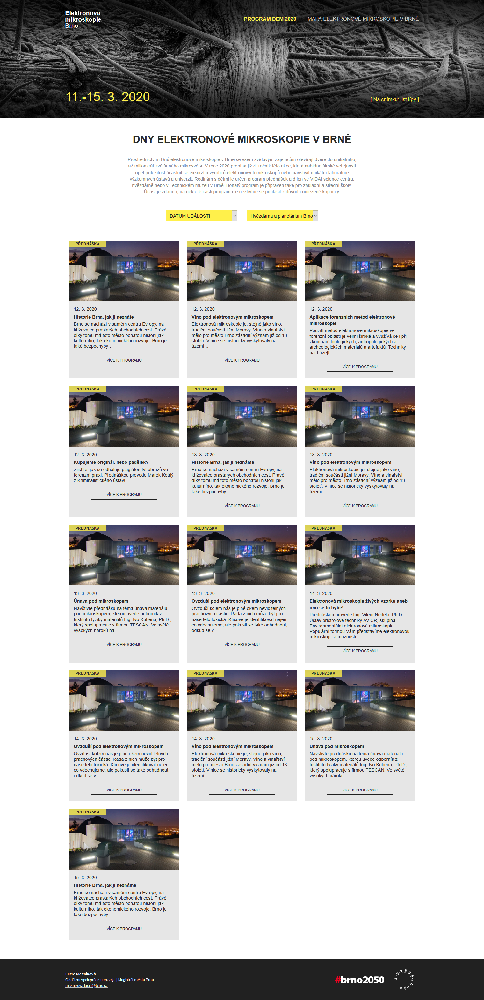 Elektronová
mikroskopie
Brno
PROGRAM DEM 2020
MAPA ELEKTRONOVÉ MIKROSKOPIE V BRNĚ
11.-15. 3. 2020
[ Na snímku: list lípy ]
DNY ELEKTRONOVÉ MIKROSKOPIE V BRNĚ
Prostřednictvím Dnů elektronové mikroskopie v Brně se všem zvídavým zájemcům otevírají dveře do unikátního,
až milionkrát zvětšeného mikrosvěta. V roce 2020 probíhá již 4. ročník této akce, která nabídne široké veřejnosti
opět příležitost účastnit se exkurzí u výrobců elektronových mikroskopů nebo navštívit unikátní laboratoře
výzkumných ústavů a univerzit. Rodinám s dětmi je určen program přednášek a dílen ve VIDA! science centru,
hvězdárně nebo v Technickém muzeu v Brně. Bohatý program je připraven také pro základní a střední školy.
Účast je zdarma, na některé části programu je nezbytné se přihlásit z důvodu omezené kapacity.
DATUM UDÁLOSTI
Hvězdárna a planetárium Brno
PŘEDNÁŠKA
12. 3. 2020
Historie Brna, jak ji neznáte
Brno se nachází v samém centru Evropy, na
křižovatce prastarých obchodních cest. Právě
díky tomu má toto město bohatou historii jak
kulturního, tak ekonomického rozvoje. Brno je
také bezpochyby…
VÍCE K PROGRAMU
PŘEDNÁŠKA
12. 3. 2020
Víno pod elektronovým mikroskopem
Elektronová mikroskopie je, stejně jako víno,
tradiční součástí jižní Moravy. Víno a vinařství
mělo pro město Brno zásadní význam již od 13.
století. Vinice se historicky vyskytovaly na
území…
VÍCE K PROGRAMU
PŘEDNÁŠKA
12. 3. 2020
Aplikace forenzních metod elektronové
mikroskopie
Použití metod elektronové mikroskopie ve
forenzní oblasti je velmi široké a využívá se i při
zkoumání biologických, antropologických a
archeologických materiálů a artefaktů. Techniky
nacházejí…
VÍCE K PROGRAMU
PŘEDNÁŠKA
12. 3. 2020
Kupujeme originál, nebo padělek?
Zjistíte, jak se odhaluje plagiátorství obrazů ve
forenzní praxi. Přednáškou provede Marek Kotrlý
z Kriminalistického ústavu.
VÍCE K PROGRAMU
PŘEDNÁŠKA
13. 3. 2020
Historie Brna, jak ji neznáme
Brno se nachází v samém centru Evropy, na
křižovatce prastarých obchodních cest. Právě
díky tomu má toto město bohatou historii jak
kulturního, tak ekonomického rozvoje. Brno je
také bezpochyby…
VÍCE K PROGRAMU
PŘEDNÁŠKA
13. 3. 2020
Víno pod elektronovým mikroskopem
Elektronová mikroskopie je, stejně jako víno,
tradiční součástí jižní Moravy. Víno a vinařství
mělo pro město Brno zásadní význam již od 13.
století. Vinice se historicky vyskytovaly na
území…
VÍCE K PROGRAMU
PŘEDNÁŠKA
13. 3. 2020
Únava pod mikroskopem
Navštivte přednášku na téma únava materiálu
pod mikroskopem, kterou uvede odborník z
Institutu fyziky materiálů Ing. Ivo Kubena, Ph.D.,
který spolupracuje s firmou TESCAN. Ve světě
vysokých nároků na…
VÍCE K PROGRAMU
PŘEDNÁŠKA
13. 3. 2020
Ovzduší pod elektronovým mikroskopem
Ovzduší kolem nás je plné okem neviditelných
prachových částic. Řada z nich může být pro
naše tělo toxická. Klíčové je identifikovat nejen
co vdechujeme, ale pokusit se také odhadnout,
odkud se v…
VÍCE K PROGRAMU
PŘEDNÁŠKA
14. 3. 2020
Elektronová mikroskopie živých vzorků aneb
ono se to hýbe!
Přednáškou provede Ing. Vilém Neděla, Ph.D.,
Ústav přístrojové techniky AV ČR, skupina
Environmentální elektronové mikroskopie.
Populární formou Vám představíme elektronovou
mikroskopii a možnosti…
VÍCE K PROGRAMU
PŘEDNÁŠKA
14. 3. 2020
Ovzduší pod elektronovým mikroskopem
Ovzduší kolem nás je plné okem neviditelných
prachových částic. Řada z nich může být pro
naše tělo toxická. Klíčové je identifikovat nejen
co vdechujeme, ale pokusit se také odhadnout,
odkud se v…
VÍCE K PROGRAMU
PŘEDNÁŠKA
14. 3. 2020
Víno pod elektronovým mikroskopem
Elektronová mikroskopie je, stejně jako víno,
tradiční součástí jižní Moravy. Víno a vinařství
mělo pro město Brno zásadní význam již od 13.
století. Vinice se historicky vyskytovaly na
území…
VÍCE K PROGRAMU
PŘEDNÁŠKA
15. 3. 2020
Únava pod mikroskopem
Navštivte přednášku na téma únava materiálu
pod mikroskopem, kterou uvede odborník z
Institutu fyziky materiálů Ing. Ivo Kubena, Ph.D.,
který spolupracuje s firmou TESCAN. Ve světě
vysokých nároků…
VÍCE K PROGRAMU
PŘEDNÁŠKA
15. 3. 2020
Historie Brna, jak ji neznáme
Brno se nachází v samém centru Evropy, na
křižovatce prastarých obchodních cest. Právě
díky tomu má toto město bohatou historii jak
kulturního, tak ekonomického rozvoje. Brno je
také bezpochyby…
VÍCE K PROGRAMU
Lucie Mezníková
Oddělení spolupráce a rozvoje | Magistrát města Brna
meznikova.lucie@brno.cz
#brno2050
#-BRNOREGION